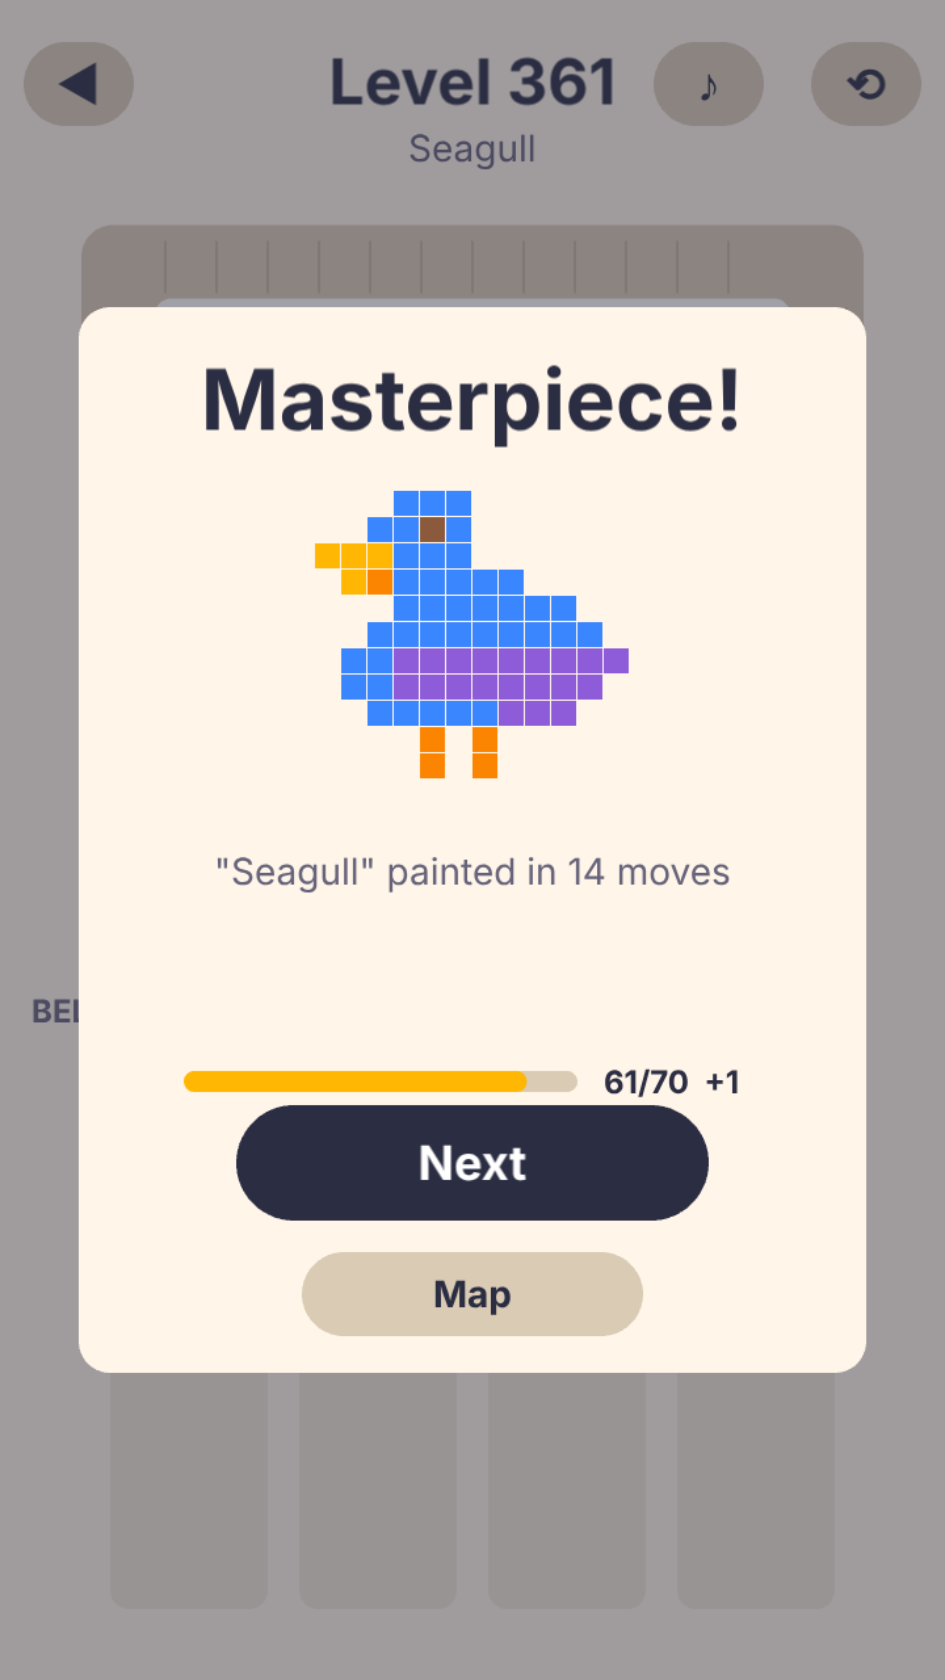 Level 361
Seagull
Masterpiece!
"Seagull" painted in 14 moves
61/70 +1
Next
Map